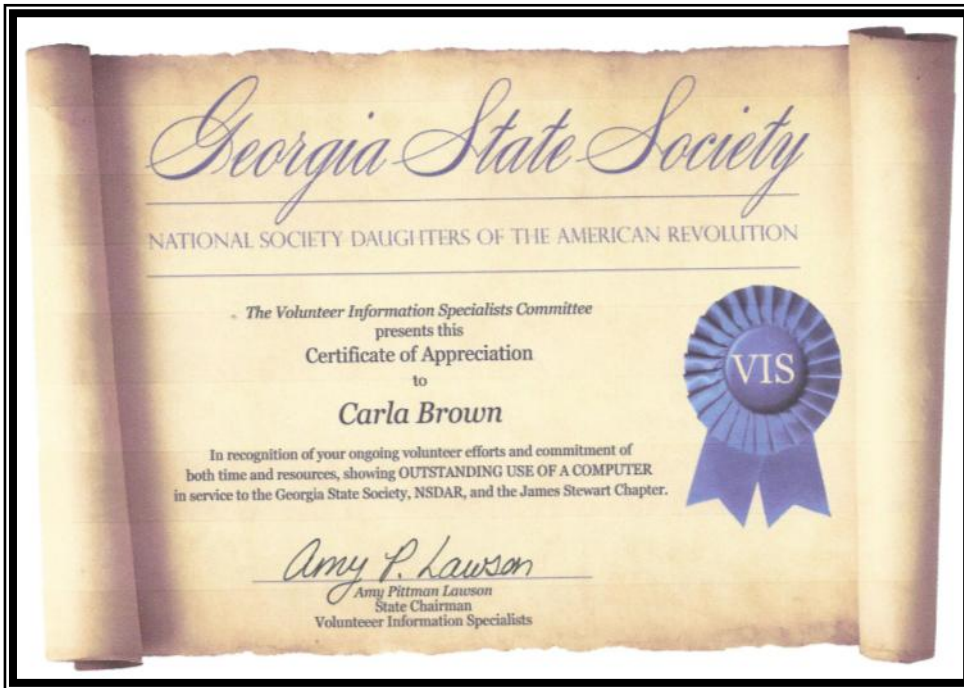 Georgia State Society
NATIONAL SOCIETY DAUGHTERS OF THE AMERICAN REVOLUTION
The Volunteer Information Specialists Committee
presents this
Certificate of Appreciation
to
Carla Brown
In recognition of your ongoing volunteer efforts and commitment of
both time and resources, showing OUTSTANDING USE OF A COMPUTER
in service to the Georgia State Society, NSDAR, and the James Stewart Chapter.
VIS
Amy P. Lawson
Amy Pittman Lawson
State Chairman
Volunteeer Information Specialists